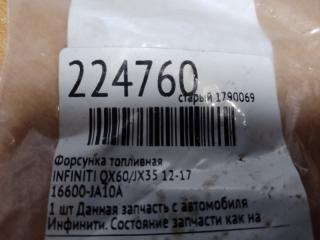 224760
старый 1790069
Форсунка топливная
INFINITI QX60/JX35 12-17
16600-JA10A
1 шт Данная запчасть с автомобиля
Инфинити. Состояние запчасти как на